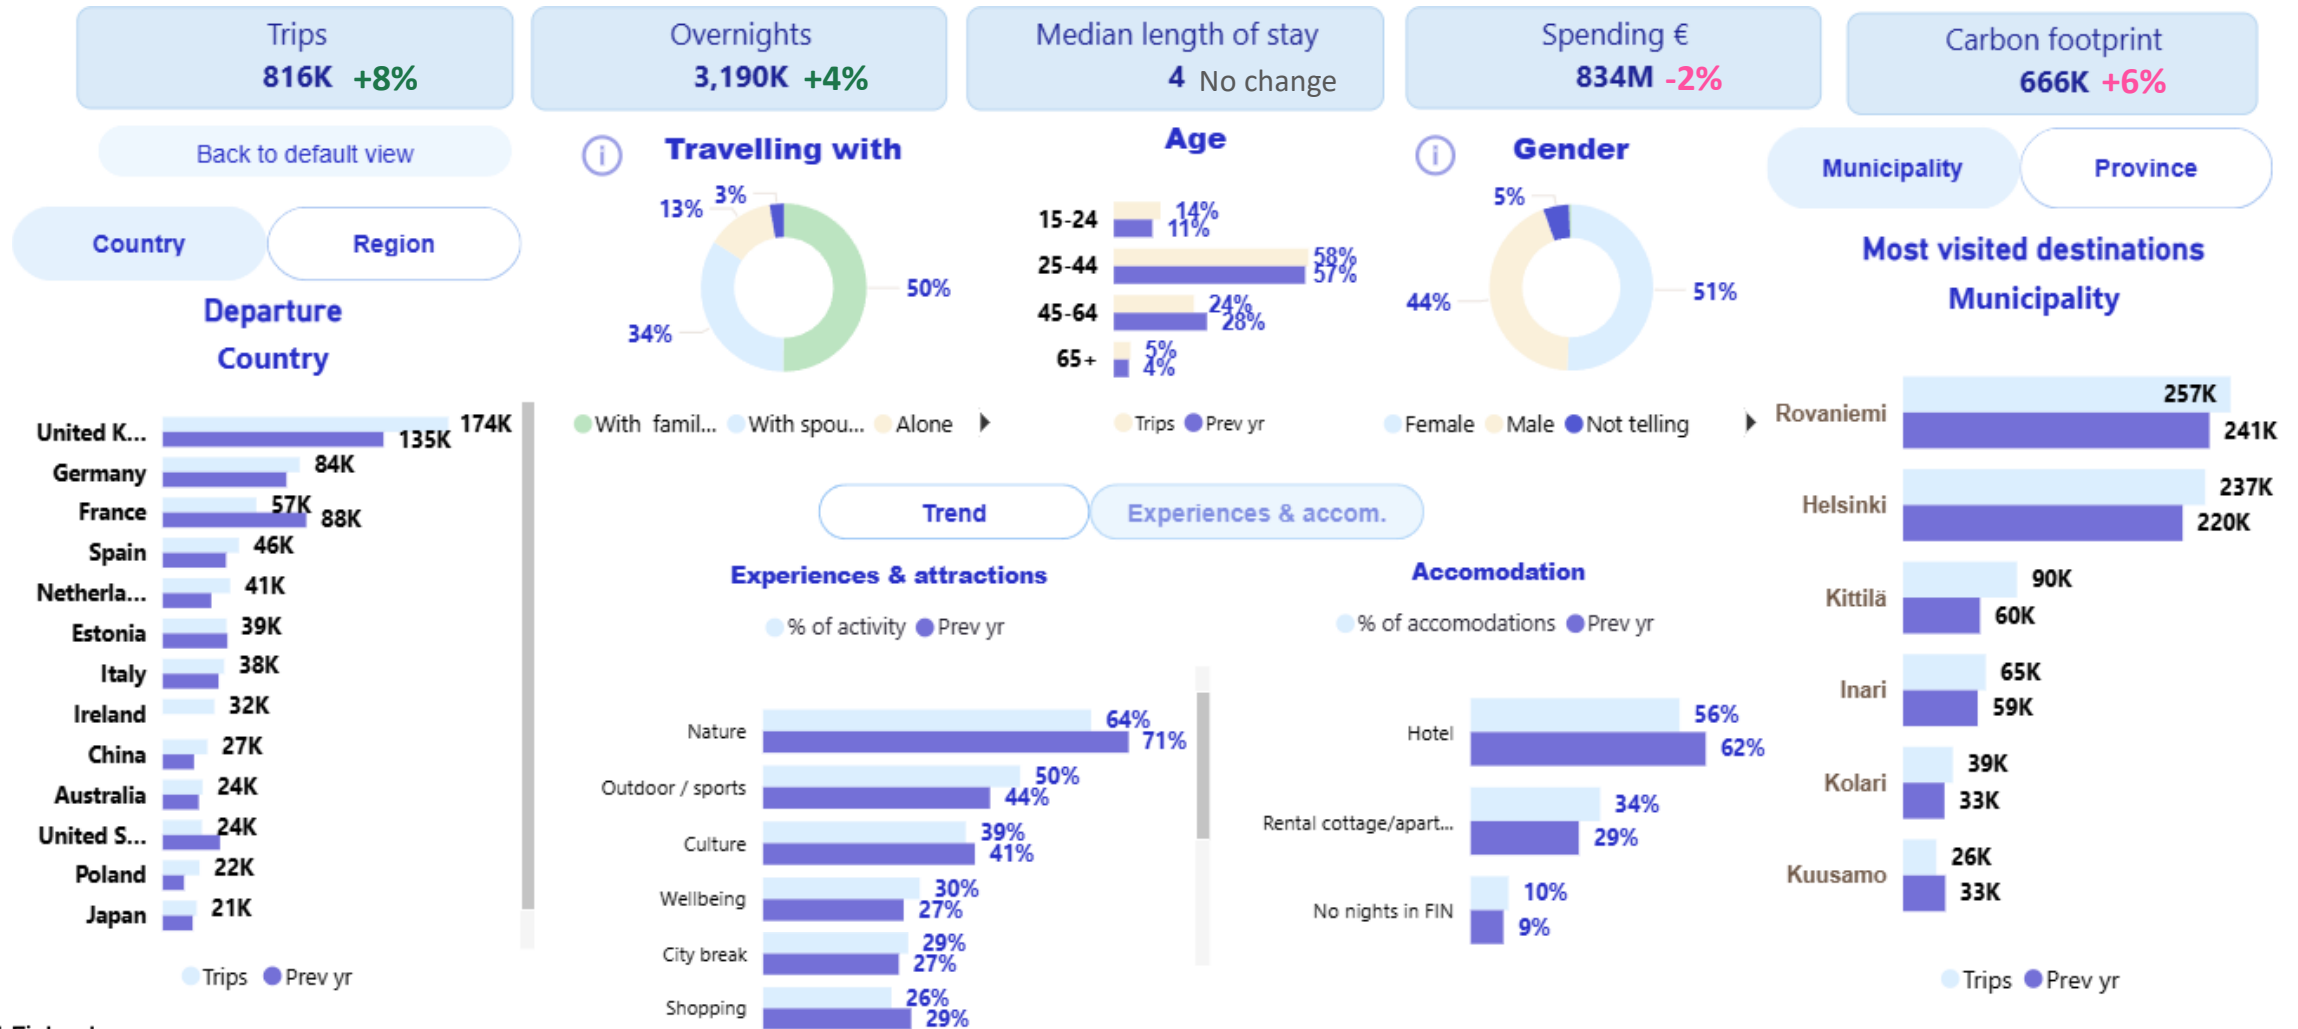 Trips
816K +8%
Overnights
3,190K +4%
Median length of stay
4 No change
Spending €
834M -2%
Carbon footprint
666K +6%
Back to default view
Country
Region
Departure
Country
United K...
174K
135K
Germany
84K
France
57K
88K
Spain
46K
Netherla...
41K
Estonia
39K
Italy
38K
Ireland
32K
China
27K
Australia
24K
United S...
24K
Poland
22K
Japan
21K
Trips Prev yr
Travelling with
3%
13%
50%
34%
With famil... With spou... Alone
Age
15-24
14%
11%
25-44
58%
57%
45-64
24%
28%
65+
5%
4%
Trips Prev yr
Gender
5%
44%
51%
Female Male Not telling
Trend
Experiences & accom.
Experiences & attractions
% of activity Prev yr
Nature
64%
71%
Outdoor / sports
50%
44%
Culture
39%
41%
Wellbeing
30%
27%
City break
29%
27%
Shopping
26%
29%
Accomodation
% of accomodations Prev yr
Hotel
56%
62%
Rental cottage/apart...
34%
29%
No nights in FIN
10%
9%
Municipality
Province
Most visited destinations
Municipality
Rovaniemi
257K
241K
Helsinki
237K
220K
Kittilä
90K
60K
Inari
65K
59K
Kolari
39K
33K
Kuusamo
26K
33K
Trips Prev yr